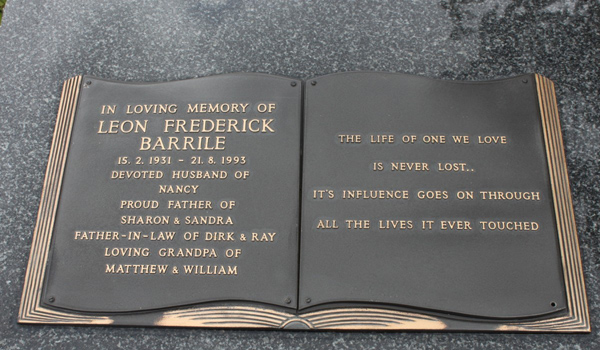 IN LOVING MEMORY OF
LEON FREDERICK
BARRILE
15. 2. 1931 – 21. 8. 1993
DEVOTED HUSBAND OF
NANCY
PROUD FATHER OF
SHARON & SANDRA
FATHER-IN-LAW OF DIRK & RAY
LOVING GRANDPA OF
MATTHEW & WILLIAM
THE LIFE OF ONE WE LOVE
IS NEVER LOST..
IT'S INFLUENCE GOES ON THROUGH
ALL THE LIVES IT EVER TOUCHED